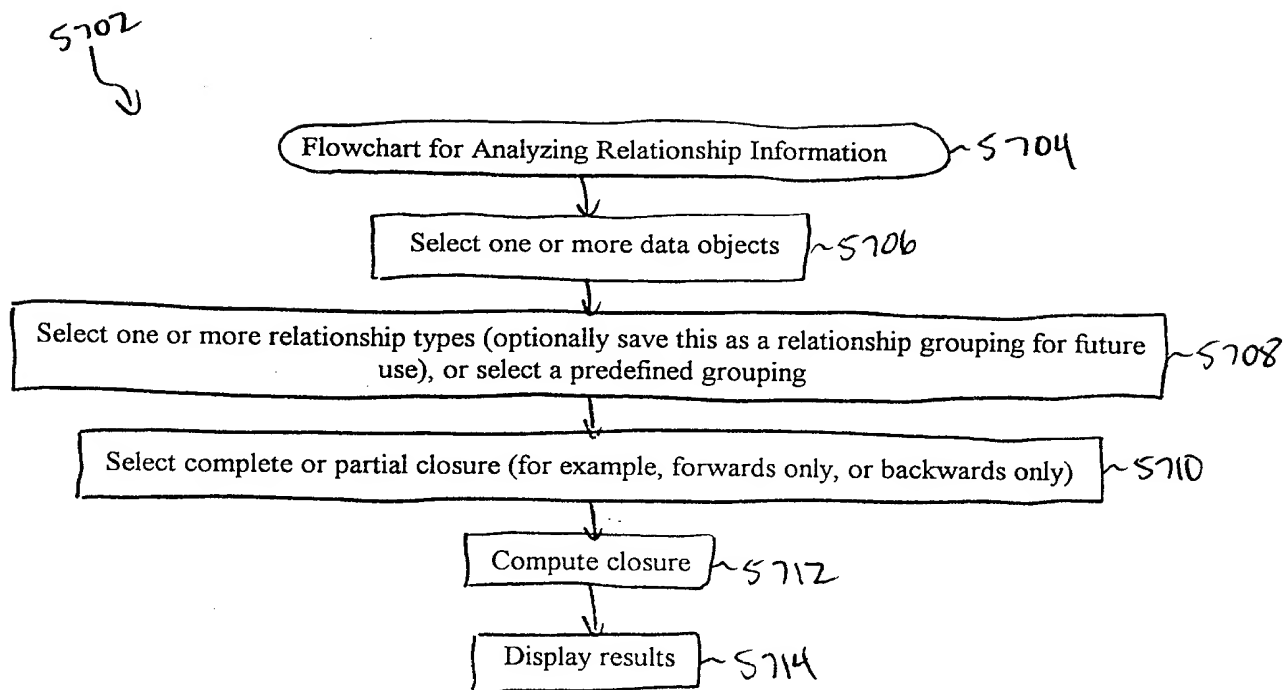 5702
Flowchart for Analyzing Relationship Information 5704
Select one or more data objects 5706
Select one or more relationship types (optionally save this as a relationship grouping for future
use), or select a predefined grouping 5708
Select complete or partial closure (for example, forwards only, or backwards only) 5710
Compute closure 5712
Display results 5714